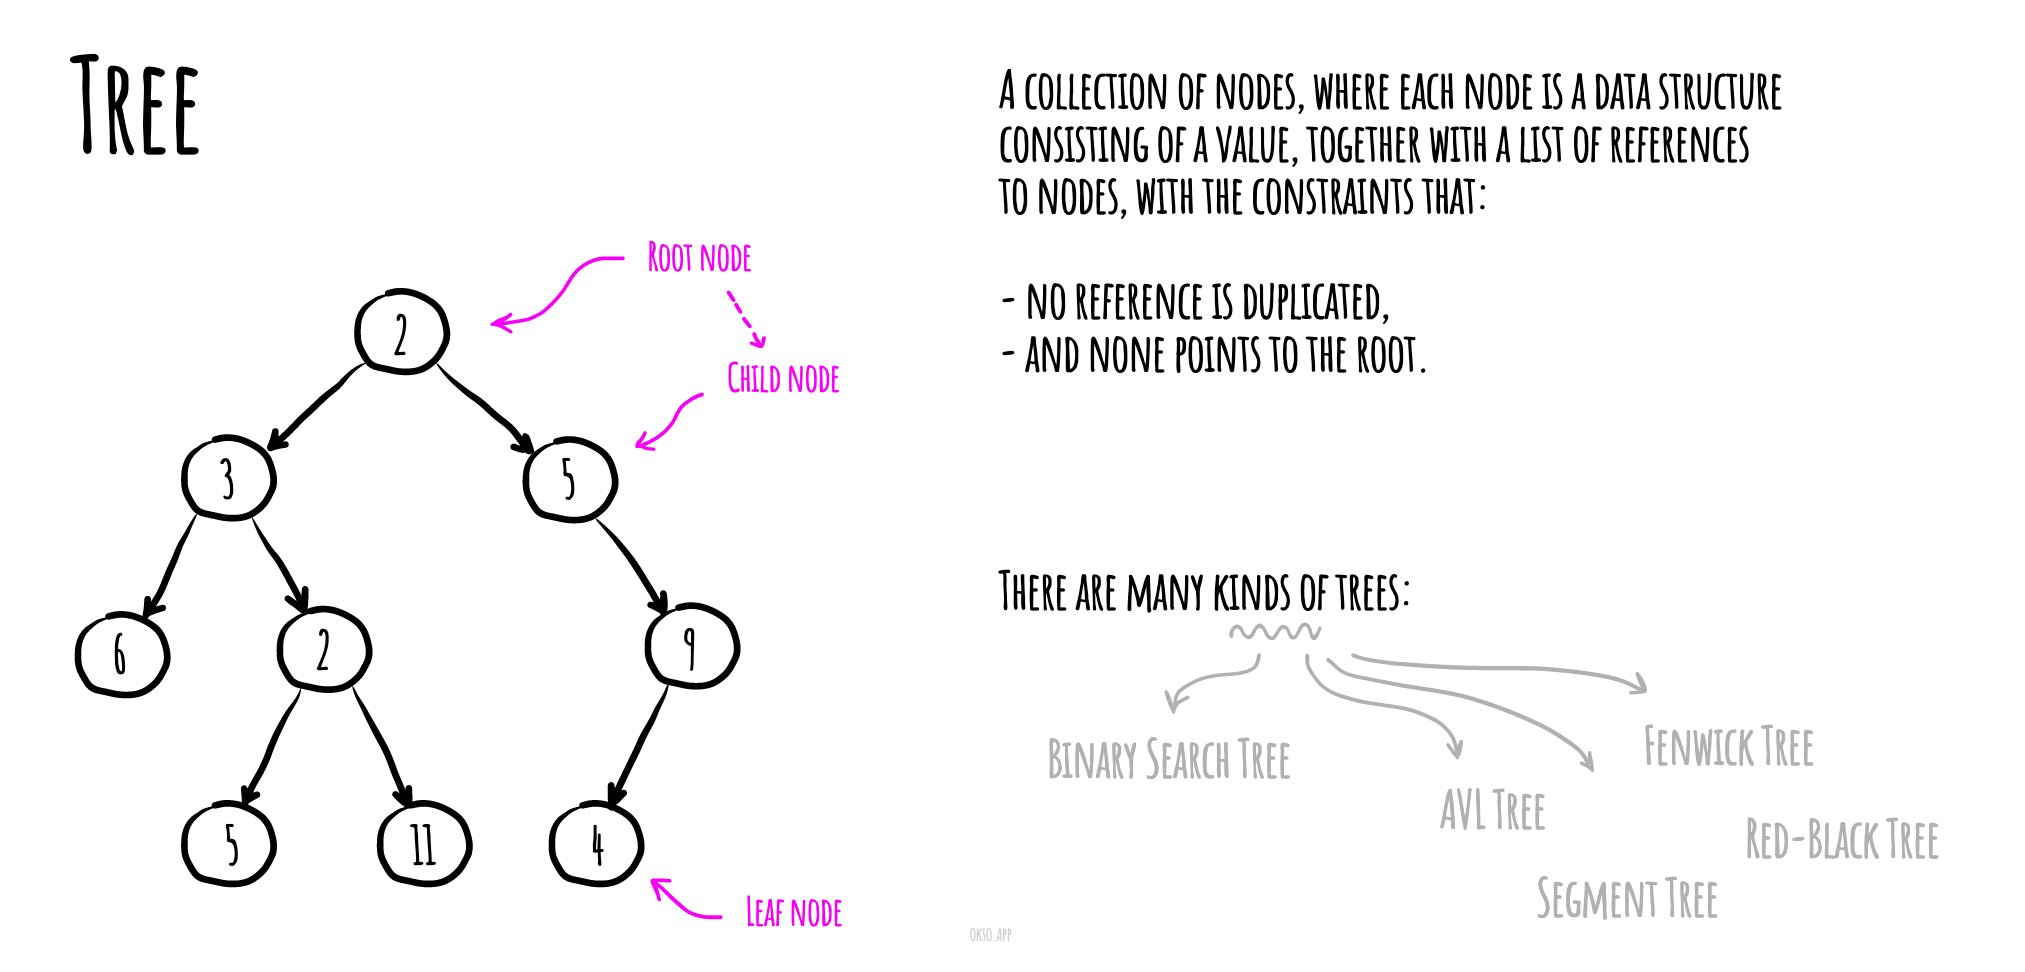 Tree
A collection of nodes, where each node is a data structure
consisting of a value, together with a list of references
to nodes, with the constraints that:
- no reference is duplicated,
- and none points to the root.
Root node
Child node
2
3
5
6
2
9
5
11
4
Leaf node
There are many kinds of trees:
Binary Search Tree
Fenwick Tree
AVL Tree
Red-Black Tree
Segment Tree
okso.app